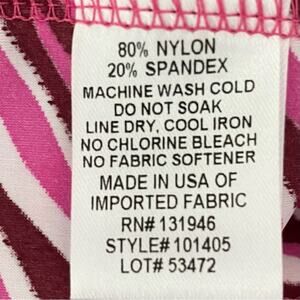 80% NYLON
20% SPANDEX
MACHINE WASH COLD
DO NOT SOAK
LINE DRY, COOL IRON
NO CHLORINE BLEACH
NO FABRIC SOFTENER
MADE IN USA OF
IMPORTED FABRIC
RN# 131946
STYLE# 101405
LOT# 53472